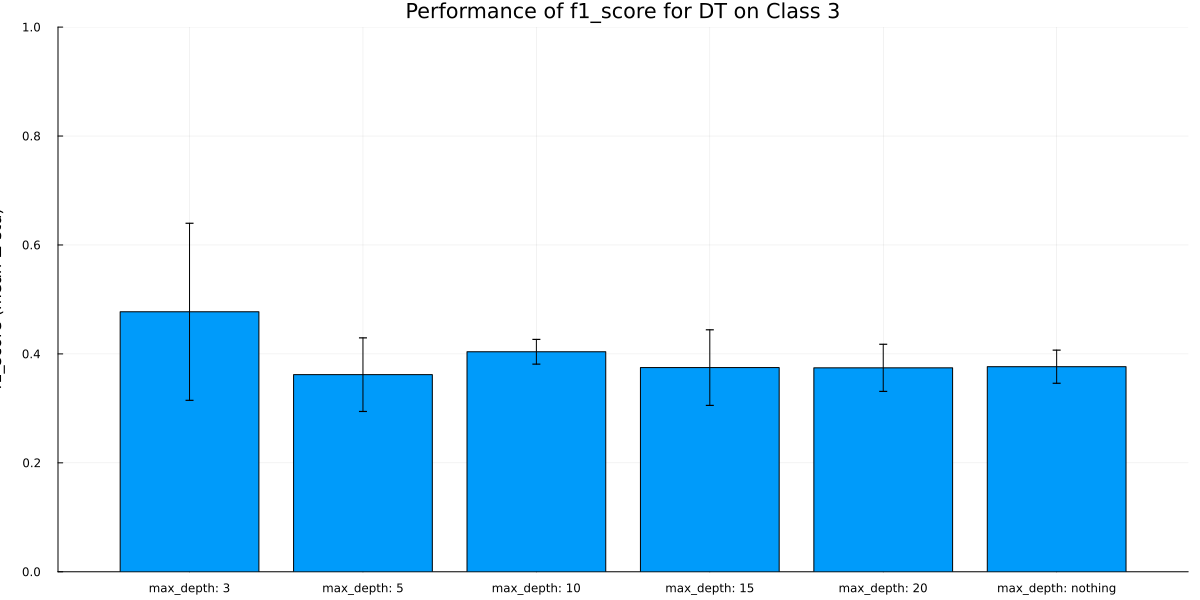 Performance of f1_score for DT on Class 3
1.0
0.8
0.6
0.4
0.2
0.0
max_depth: 3
max_depth: 5
max_depth: 10
max_depth: 15
max_depth: 20
max_depth: nothing